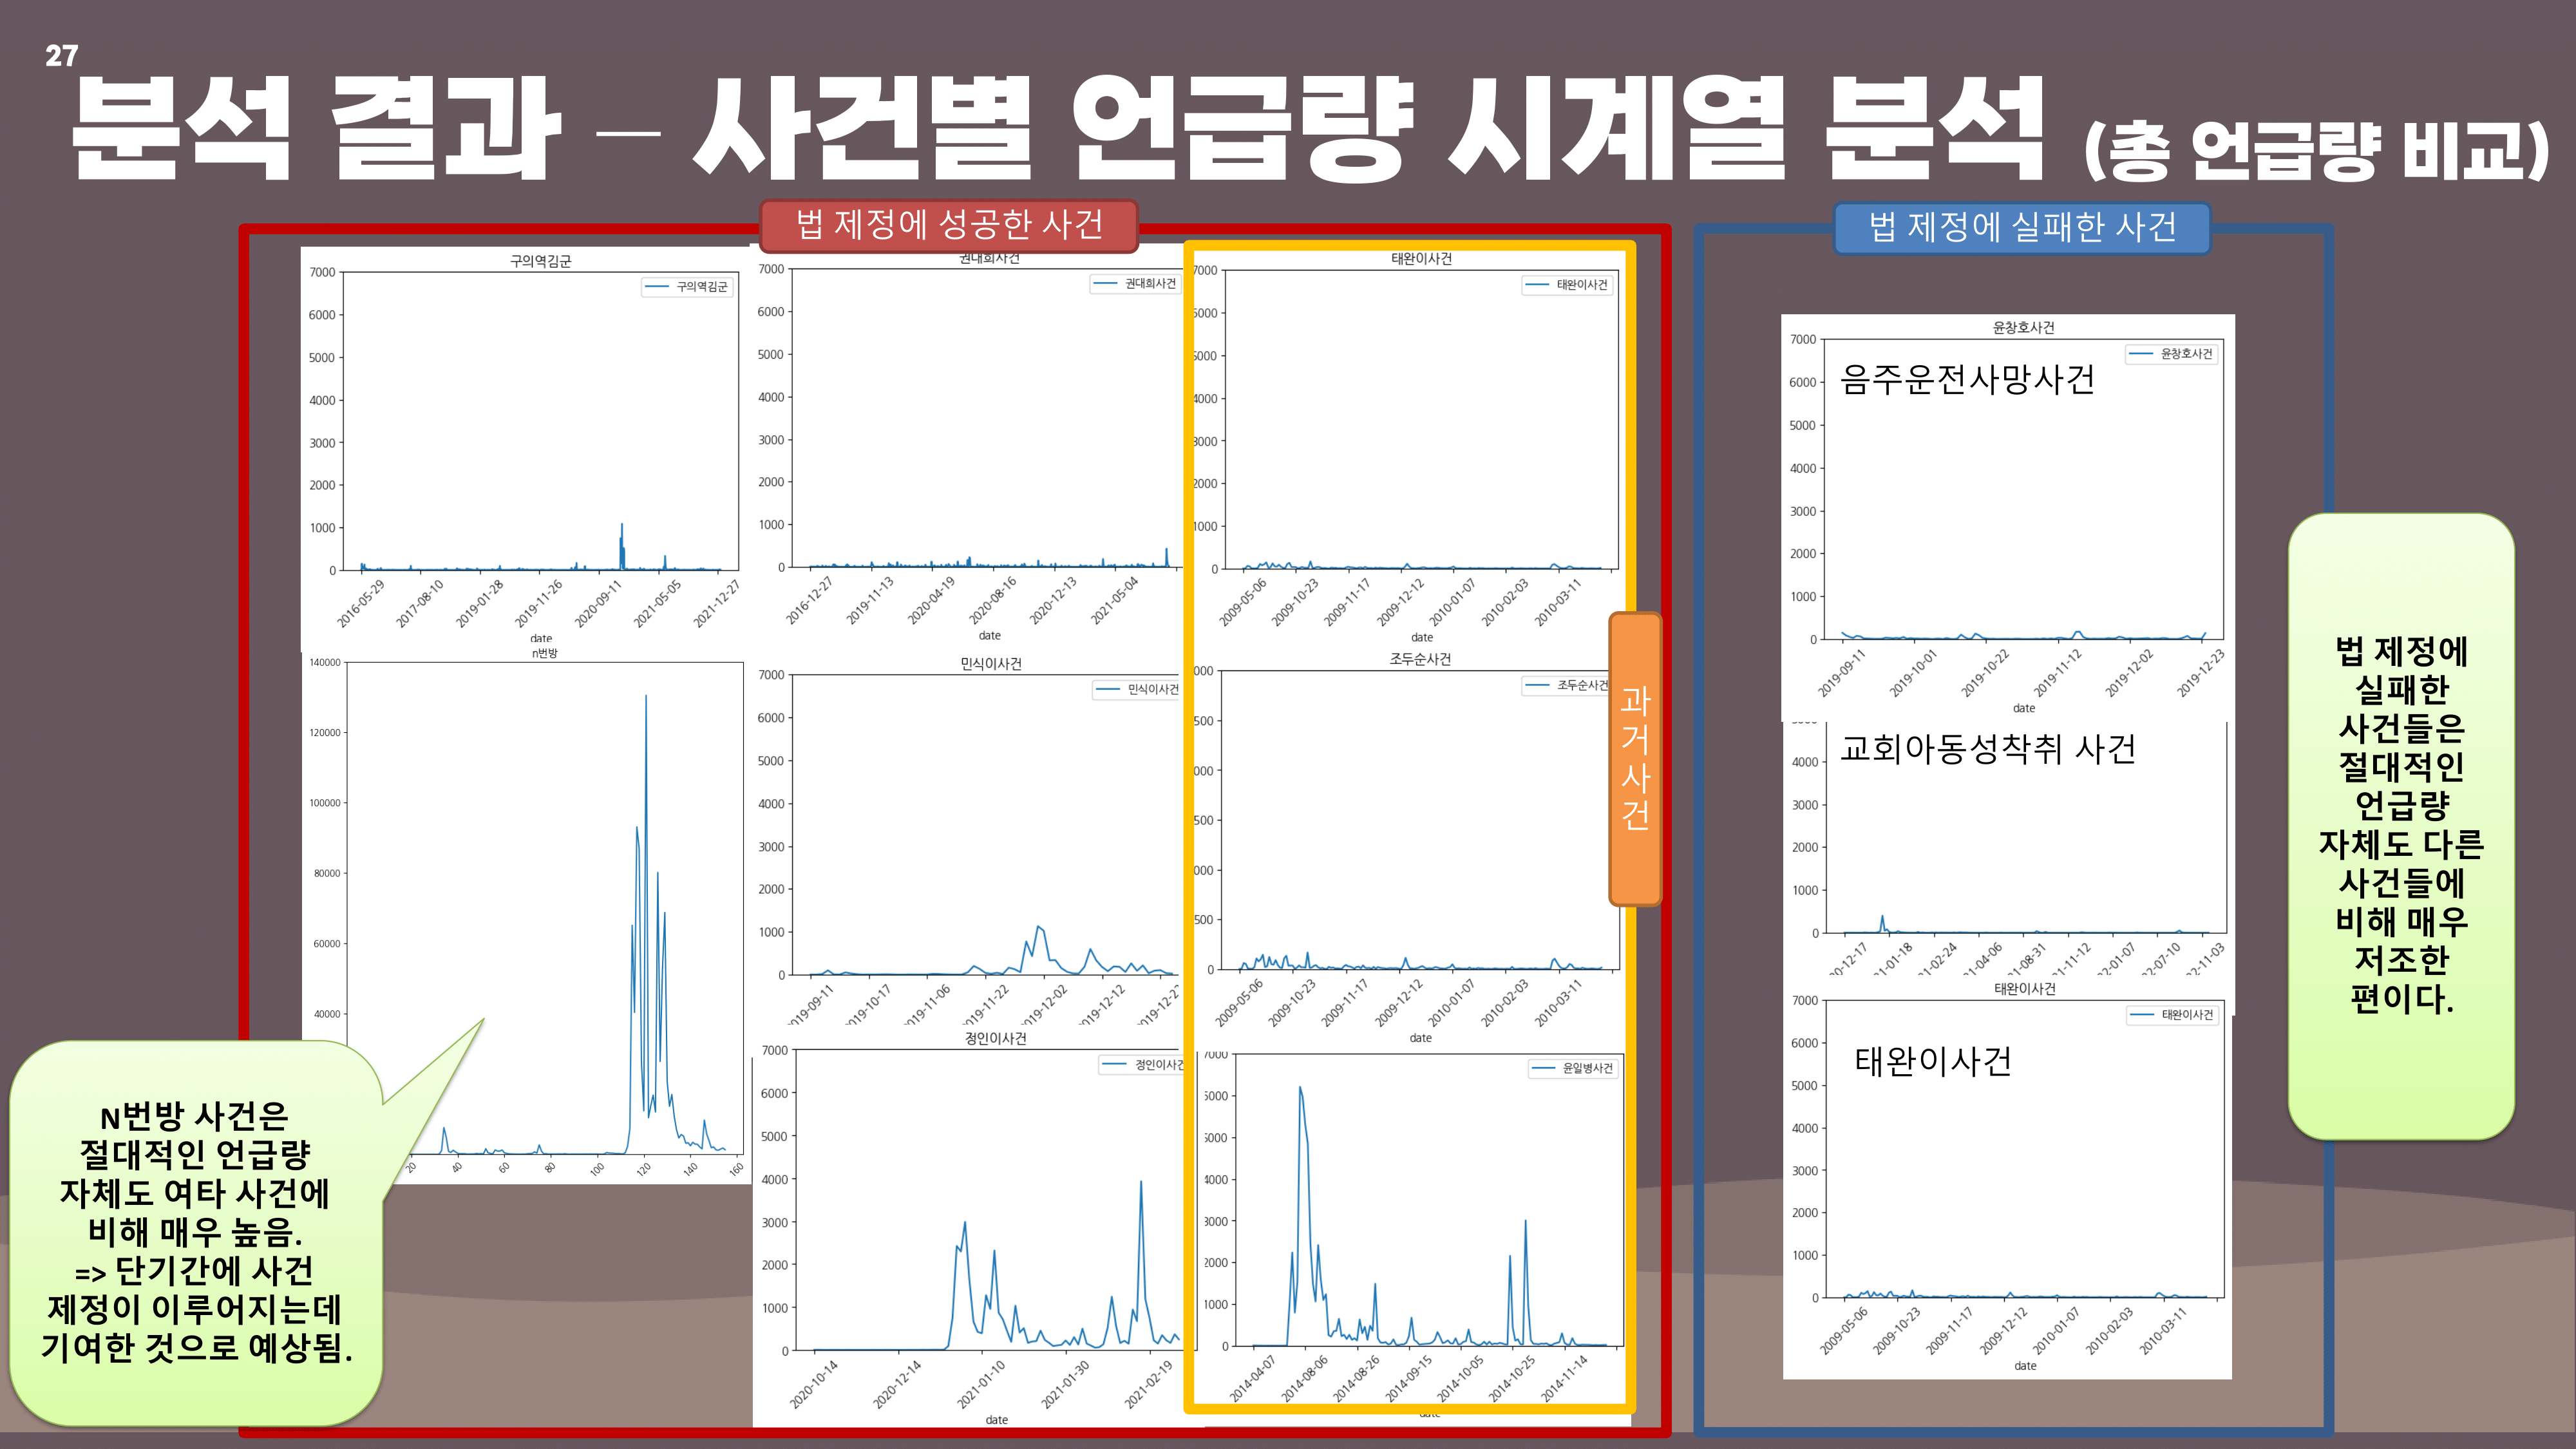 27
분석 결과 – 사건별 언급량 시계열 분석 (총 언급량 비교)
법 제정에 성공한 사건
구의역김군
구의역김군
7000
6000
5000
4000
3000
2000
1000
0
2016-05-29
2017-08-10
2019-01-28
2019-11-26
2020-09-11
2021-05-05
2021-12-27
date
권대희사건
권대희사건
7000
6000
5000
4000
3000
2000
1000
0
2016-12-27
2019-11-13
2020-04-19
2020-08-16
2020-12-13
2021-05-04
date
태완이사건
태완이사건
7000
6000
5000
4000
3000
2000
1000
0
2009-05-06
2009-10-23
2009-11-17
2009-12-12
2010-01-07
2010-02-03
2010-03-11
date
n번방
140000
120000
100000
80000
60000
40000
20
40
60
80
100
120
140
160
민식이사건
민식이사건
7000
6000
5000
4000
3000
2000
1000
0
2019-09-11
2019-10-17
2019-11-06
2019-11-22
2019-12-02
2019-12-12
조두순사건
조두순사건
000
500
000
500
000
500
0
2009-05-06
2009-10-23
2009-11-17
2009-12-12
2010-01-07
2010-02-03
2010-03-11
date
정인이사건
정인이사건
7000
6000
5000
4000
3000
2000
1000
0
2020-10-14
2020-12-14
2021-01-10
2021-01-30
2021-02-19
date
윤일병사건
7000
6000
5000
4000
3000
2000
1000
0
2014-04-07
2014-08-06
2014-08-26
2014-09-15
2014-10-05
2014-10-25
2014-11-14
date
과
거
사
건
N번방 사건은
절대적인 언급량
자체도 여타 사건에
비해 매우 높음.
=> 단기간에 사건
제정이 이루어지는데
기여한 것으로 예상됨.
법 제정에 실패한 사건
윤창호사건
윤창호사건
음주운전사망사건
7000
6000
5000
4000
3000
2000
1000
0
2019-09-11
2019-10-01
2019-10-22
2019-11-12
2019-12-02
2019-12-23
date
교회아동성착취 사건
4000
3000
2000
1000
0
0-12-17
1-01-18
1-02-24
1-04-06
1-08-31
1-11-12
2-01-07
2-07-10
2-11-03
태완이사건
태완이사건
태완이사건
7000
6000
5000
4000
3000
2000
1000
0
2009-05-06
2009-10-23
2009-11-17
2009-12-12
2010-01-07
2010-02-03
2010-03-11
date
법 제정에
실패한
사건들은
절대적인
언급량
자체도 다른
사건들에
비해 매우
저조한
편이다.